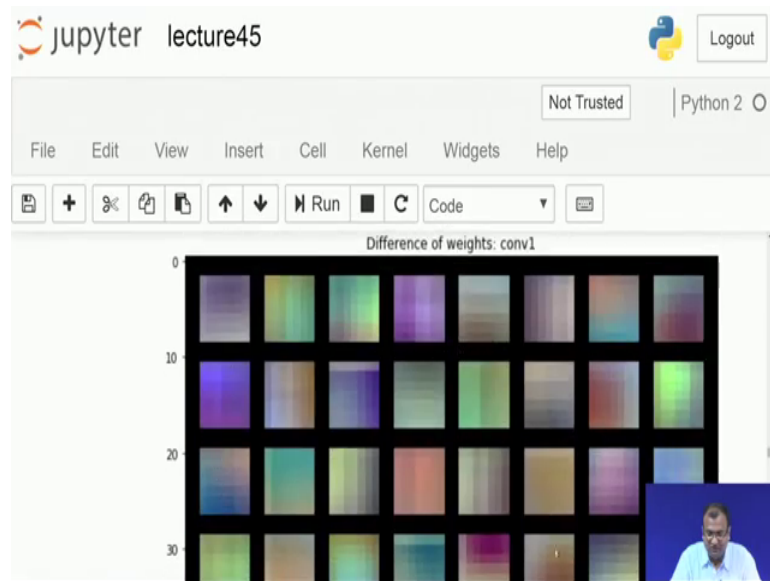 jupyter lecture45
Logout
Not Trusted
Python 2
File Edit View Insert Cell Kernel Widgets Help
Run
Code
Difference of weights: conv1
0
10
20
30